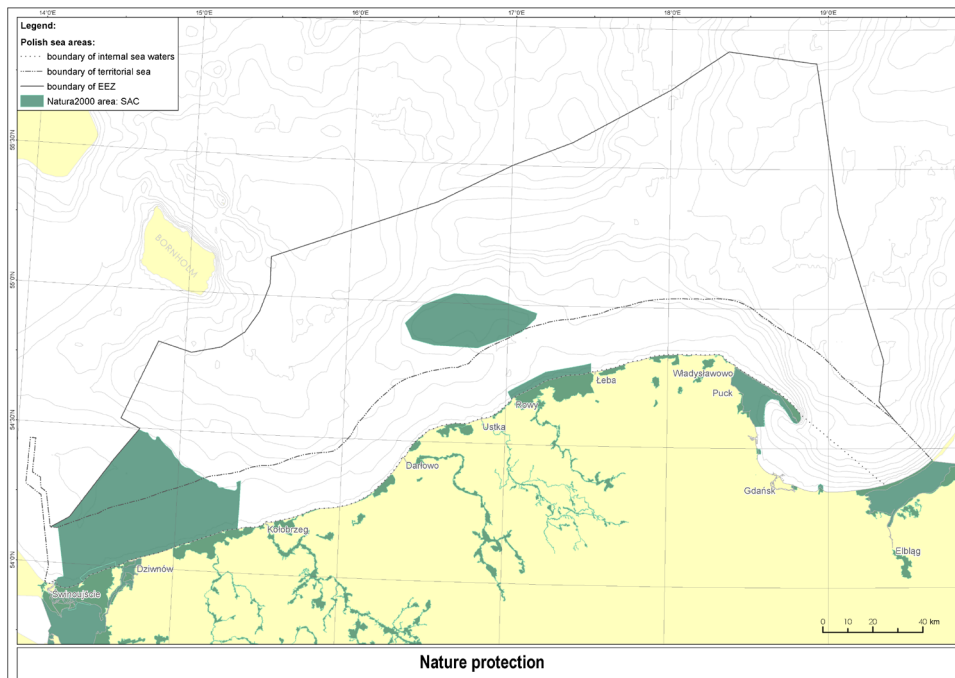 14°0'E
15°0'E
16°0'E
17°0'E
18°0'E
19°0'E
Legend:
Polish sea areas:
boundary of internal sea waters
boundary of territorial sea
boundary of EEZ
Natura2000 area: SAC
55°30'N
BORNHOLM
55°0'N
Władysławowo
Łeba
Puck
Rowy
54°30'N
Ustka
Darłowo
Gdańsk
Kołobrzeg
Elbląg
54°0'N
Dziwnów
Świnoujście
0 10 20 30 40 km
Nature protection